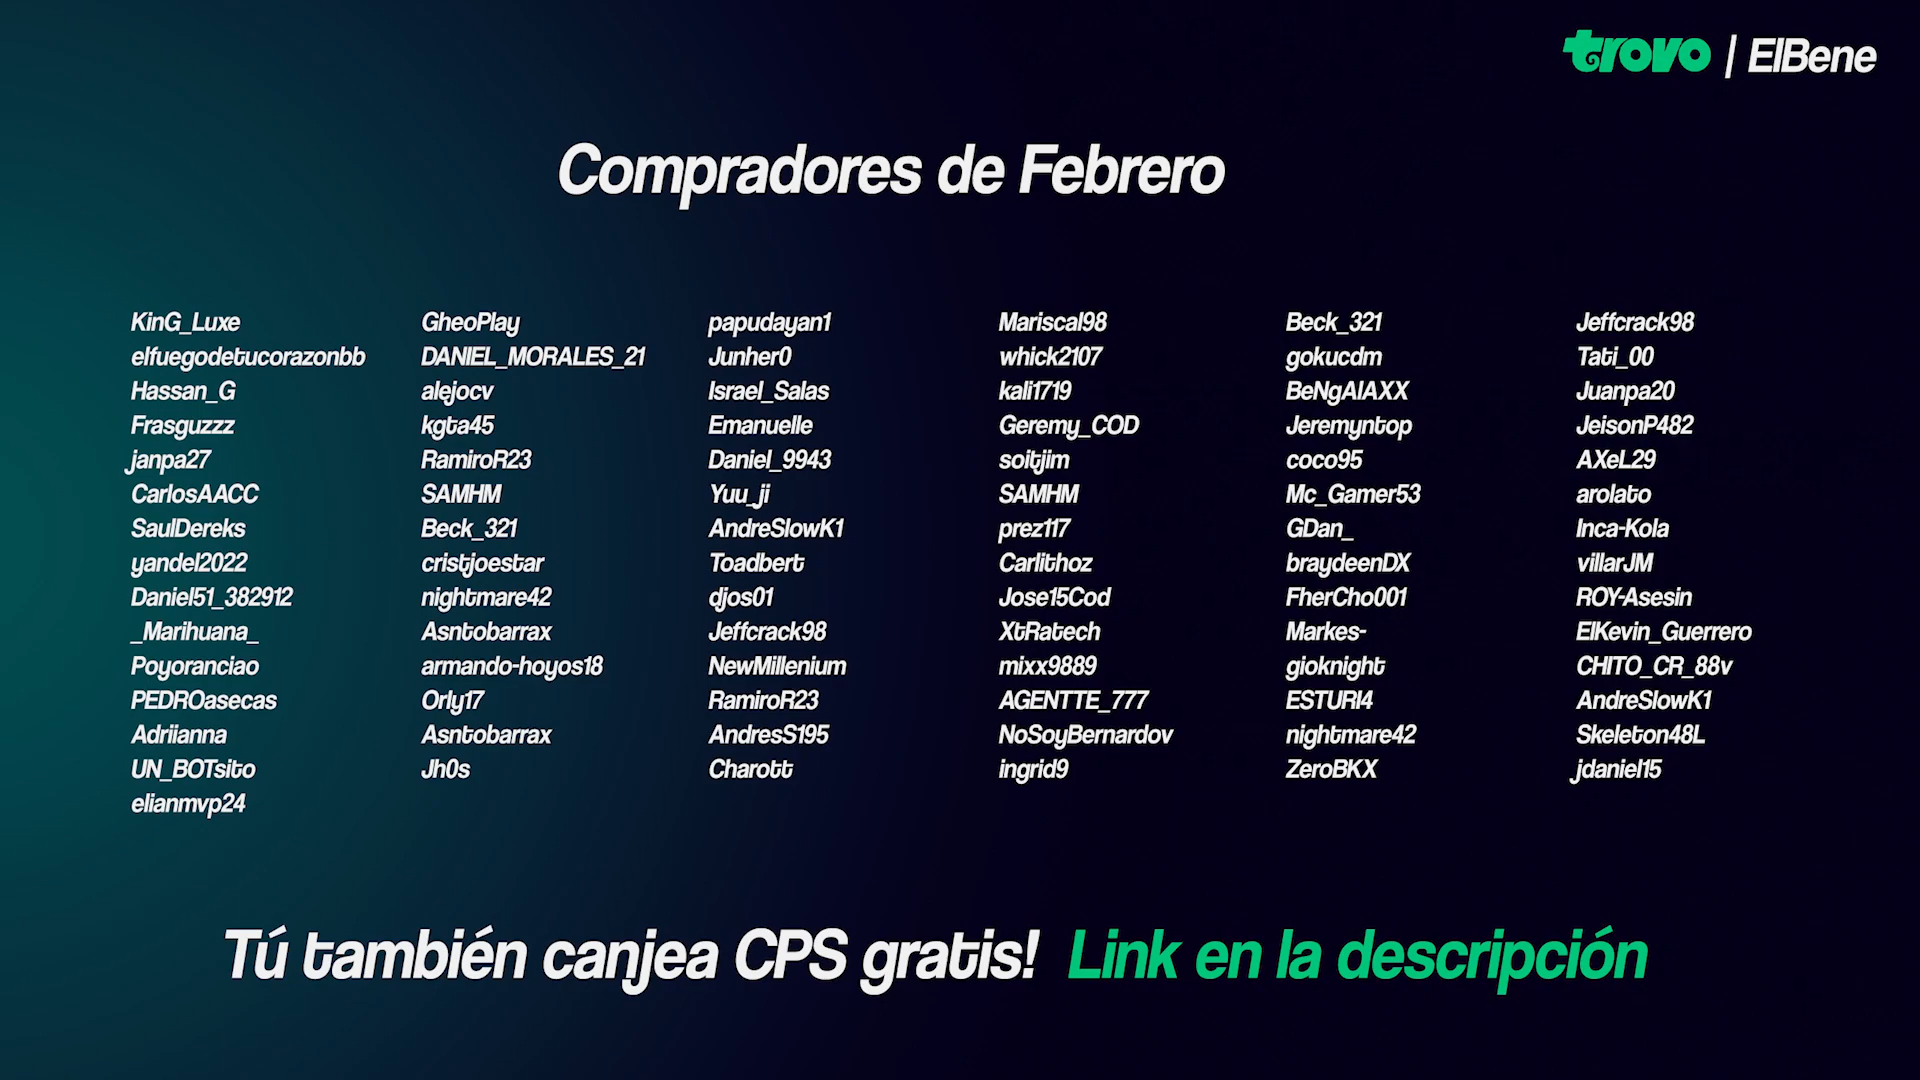 trovo | ElBene
Compradores de Febrero
KinG_Luxe
elfuegodetucorazonbb
Hassan_G
Frasguzzz
janpa27
CarlosAACC
SaulDereks
yandel2022
Daniel51_382912
_Marihuana_
Poyoranciao
PEDROasecas
Adriianna
UN_BOTsito
elianmvp24
GheoPlay
DANIEL_MORALES_21
alejocv
kgta45
RamiroR23
SAMHM
Beck_321
cristjoestar
nightmare42
Asntobarrax
armando-hoyos18
Orly17
Asntobarrax
Jh0s
papudayan1
Junher0
Israel_Salas
Emanuelle
Daniel_9943
Yuu_ji
AndreSlowK1
Toadbert
djos01
Jeffcrack98
NewMillenium
RamiroR23
AndresS195
Charott
Mariscal98
whick2107
kali1719
Geremy_COD
soitjim
SAMHM
prez117
Carlithoz
Jose15Cod
XtRatech
mixx9889
AGENTTE_777
NoSoyBernardov
ingrid9
Beck_321
gokucdm
BeNgAlAXX
Jeremyntop
coco95
Mc_Gamer53
GDan_
braydeenDX
FherCho001
Markes-
gioknight
ESTURI4
nightmare42
ZeroBKX
Jeffcrack98
Tati_00
Juanpa20
JeisonP482
AXeL29
arolato
Inca-Kola
villarJM
ROY-Asesin
ElKevin_Guerrero
CHITO_CR_88v
AndreSlowK1
Skeleton48L
jdaniel15
Tú también canjea CPS gratis! Link en la descripción